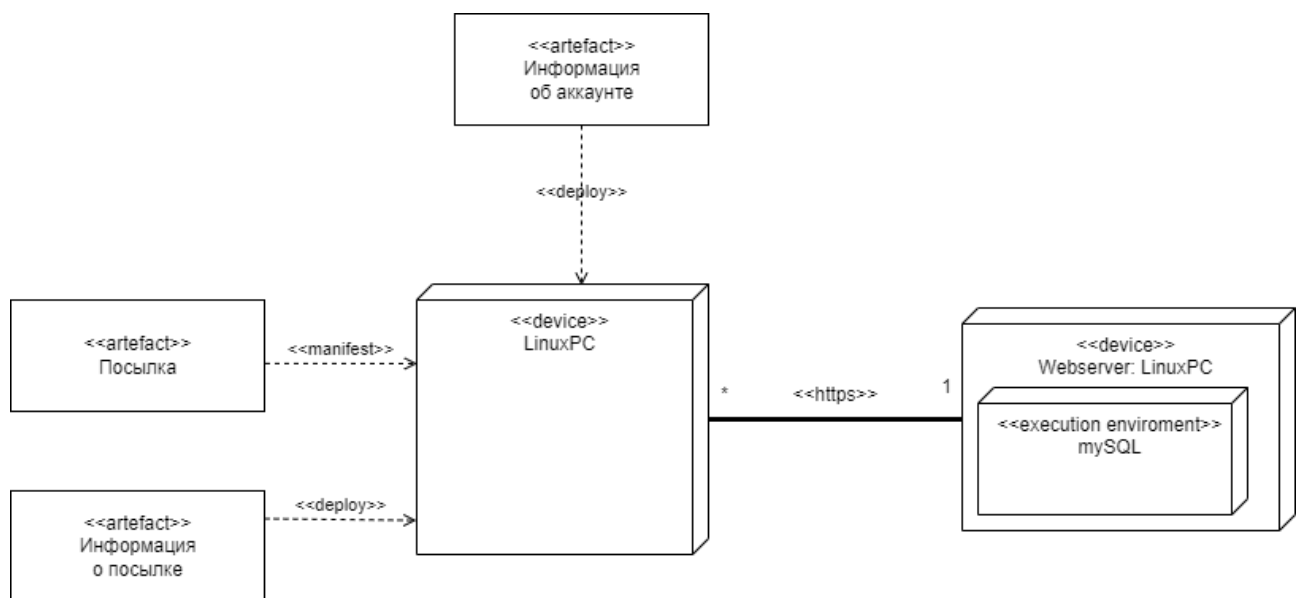 <<artefact>>
Информация
об аккаунте
<<deploy>>
<<artefact>>
Посылка
<<manifest>>
<<device>>
LinuxPC
*
<<https>>
1
<<device>>
Webserver: LinuxPC
<<execution enviroment>>
mySQL
<<artefact>>
Информация
о посылке
<<deploy>>